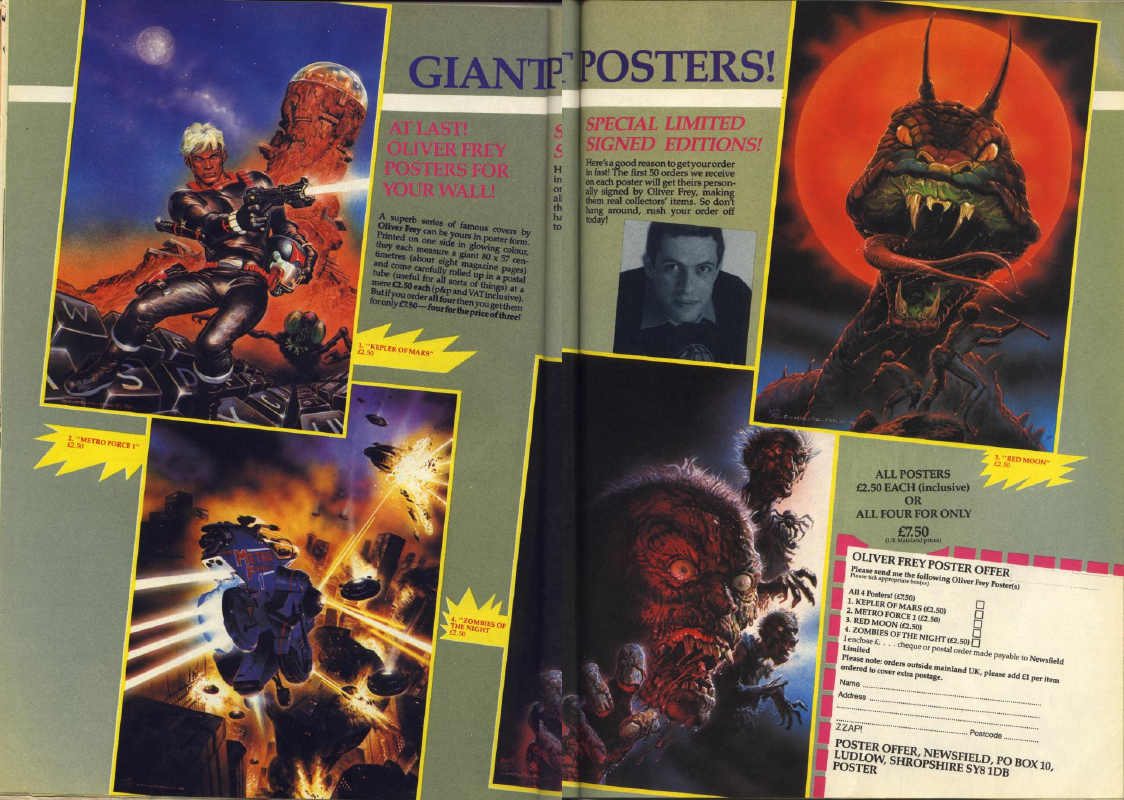 GIANT POSTERS!
AT LAST!
OLIVER FREY
POSTERS FOR
YOUR WALL!
A superb series of famous covers by
Oliver Frey can be yours in poster form.
Printed on one side in glowing colour,
they each measure a giant 80 x 57 cen-
timetres (about eight magazine pages)
and come carefully rolled up in a postal
tube (useful for all sorts of things) at a
mere £2.50 each (p&p and VAT inclusive).
But if you order all four then you get them
for only £7.50 — four for the price of three!
SPECIAL LIMITED
SIGNED EDITIONS!
Here's a good reason to get your order
in fast! The first 50 orders we receive
on each poster will get theirs person-
ally signed by Oliver Frey, making
them real collectors' items. So don't
hang around, rush your order off
today!
1. "KEPLER OF MARS"
£2.50
2. "METRO FORCE 1"
£2.50
3. "RED MOON"
£2.50
4. "ZOMBIES OF
THE NIGHT
£2.50
ALL POSTERS
£2.50 EACH (inclusive)
OR
ALL FOUR FOR ONLY
£7.50
(UK Mainland prices)
OLIVER FREY POSTER OFFER
Please send me the following Oliver Frey Poster(s)
Please tick appropriate box(es)
All 4 Posters! (£7.50)
1. KEPLER OF MARS (£2.50)
2. METRO FORCE 1 (£2.50)
3. RED MOON (£2.50)
4. ZOMBIES OF THE NIGHT (£2.50)
I enclose £. . . . cheque or postal order made payable to Newsfield
Limited
Please note: orders outside mainland UK, please add £1 per item
ordered to cover extra postage.
Name
Address
Postcode
ZZAP!
POSTER OFFER, NEWSFIELD, PO BOX 10,
LUDLOW, SHROPSHIRE SY8 1DB
POSTER